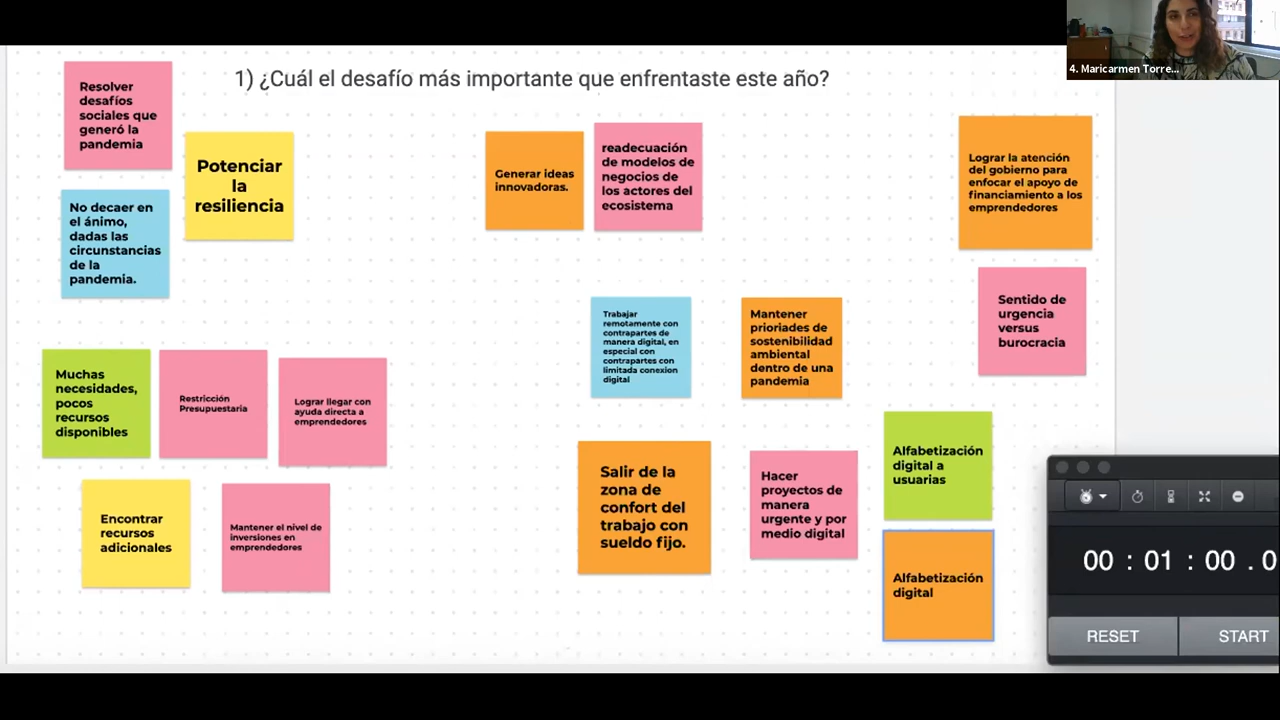 1) ¿Cuál el desafío más importante que enfrentaste este año?
4. Maricarmen Torre...
Resolver
desafíos
sociales que
generó la
pandemia
Potenciar
la
resiliencia
No decaer en
el ánimo,
dadas las
circunstancias
de la
pandemia.
Generar ideas
innovadoras.
readecuación
de modelos de
negocios de
los actores del
ecosistema
Lograr la atención
del gobierno para
enfocar el apoyo de
financiamiento a los
emprendedores
Sentido de
urgencia
versus
burocracia
Trabajar
remotamente con
contrapartes de
manera digital, en
especial con
contrapartes con
limitada conexion
digital
Mantener
prioriades de
sostenibilidad
ambiental
dentro de una
pandemia
Muchas
necesidades,
pocos
recursos
disponibles
Restricción
Presupuestaria
Lograr llegar con
ayuda directa a
emprendedores
Encontrar
recursos
adicionales
Mantener el nivel de
inversiones en
emprendedores
Salir de la
zona de
confort del
trabajo con
sueldo fijo.
Hacer
proyectos de
manera
urgente y por
medio digital
Alfabetización
digital a
usuarias
Alfabetización
digital
00 : 01 : 00 . 0
RESET
START